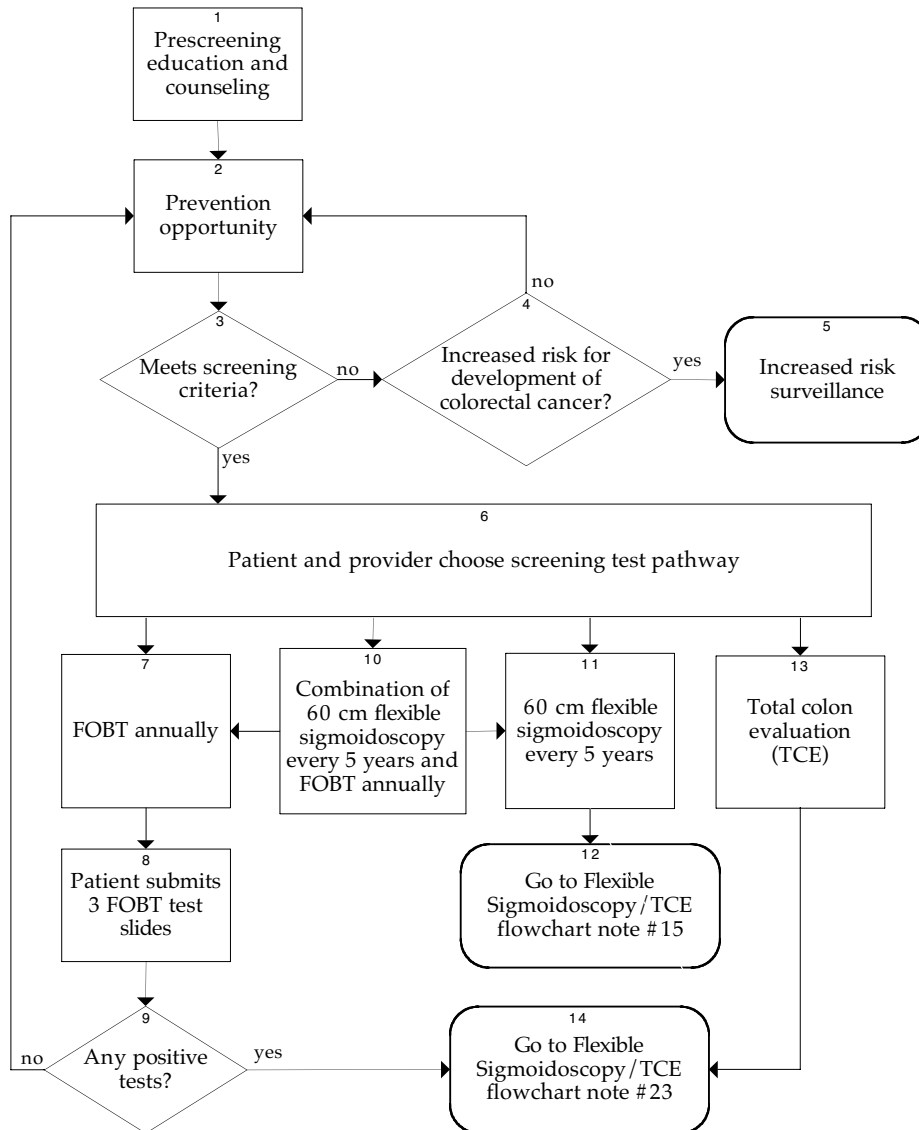 1
Prescreening
education and
counseling
2
Prevention
opportunity
no
3
Meets screening
criteria?
no
4
Increased risk for
development of
colorectal cancer?
yes
5
Increased risk
surveillance
yes
6
Patient and provider choose screening test pathway
7
FOBT annually
10
Combination of
60 cm flexible
sigmoidoscopy
every 5 years and
FOBT annually
11
60 cm flexible
sigmoidoscopy
every 5 years
13
Total colon
evaluation
(TCE)
8
Patient submits
3 FOBT test
slides
12
Go to Flexible
Sigmoidoscopy/TCE
flowchart note #15
9
Any positive
tests?
no
yes
14
Go to Flexible
Sigmoidoscopy/TCE
flowchart note #23